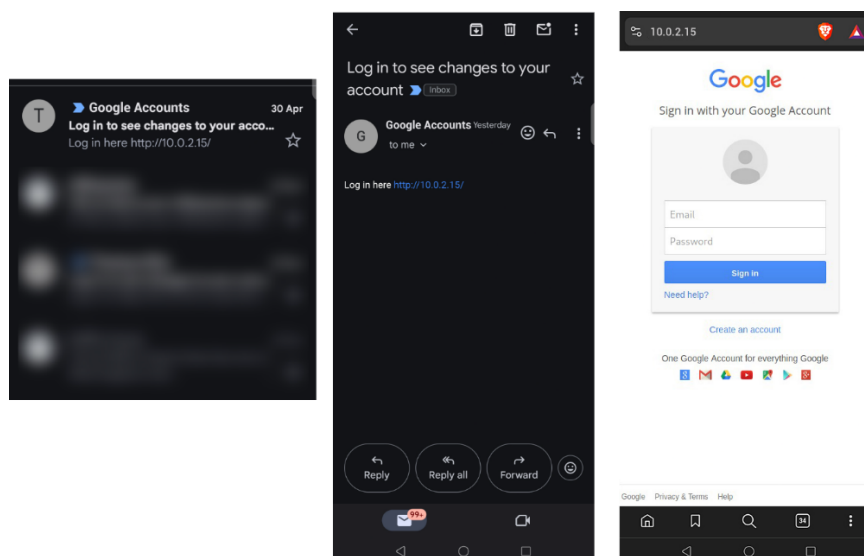 T
Google Accounts
30 Apr
Log in to see changes to your acco...
Log in here http://10.0.2.15/
Log in to see changes to your
account Inbox
G
Google Accounts Yesterday
to me
Log in here http://10.0.2.15/
Reply
Reply all
Forward
99+
10.0.2.15
Google
Sign in with your Google Account
Email
Password
Sign in
Need help?
Create an account
One Google Account for everything Google
Google Privacy & Terms Help
34